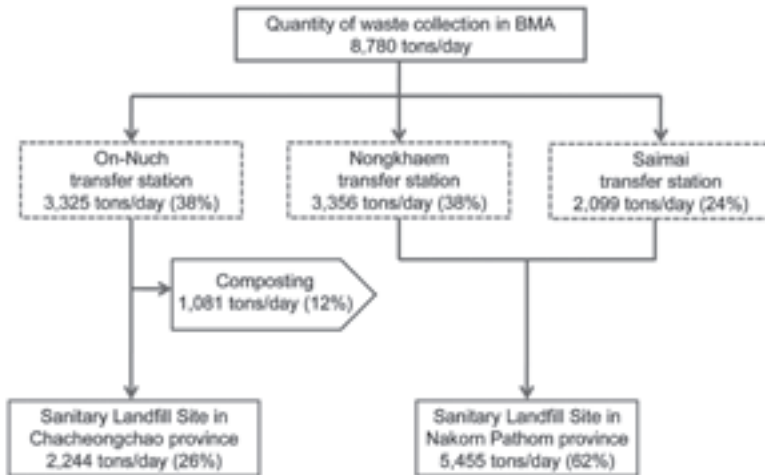 Quantity of waste collection in BMA
8,780 tons/day
On-Nuch
transfer station
3,325 tons/day (38%)
Nongkhaem
transfer station
3,356 tons/day (38%)
Saimai
transfer station
2,099 tons/day (24%)
Composting
1,081 tons/day (12%)
Sanitary Landfill Site in
Chacheongchao province
2,244 tons/day (26%)
Sanitary Landfill Site in
Nakorn Pathom province
5,455 tons/day (62%)